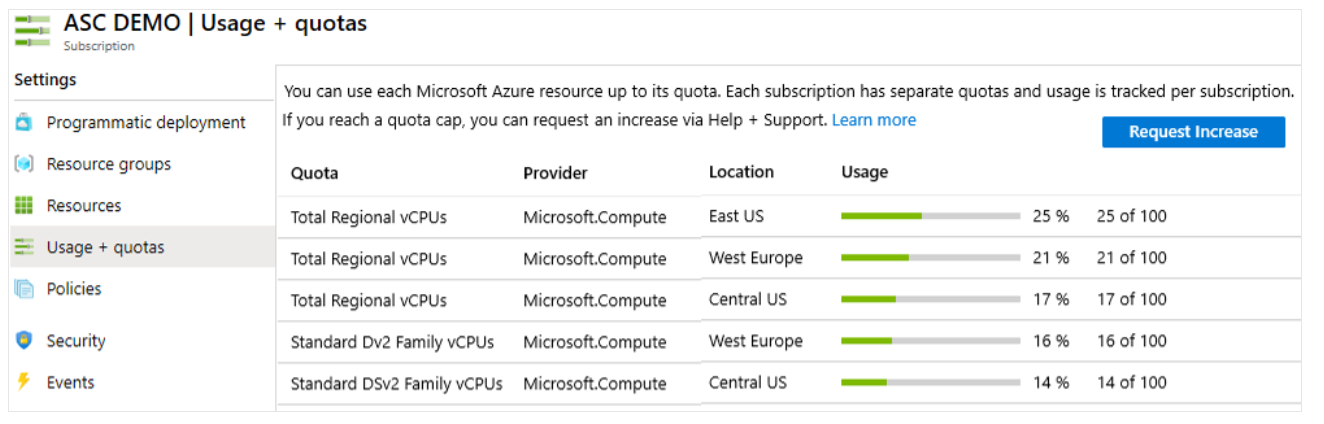 ASC DEMO | Usage + quotas
Subscription
Settings
Programmatic deployment
Resource groups
Resources
Usage + quotas
Policies
Security
Events
You can use each Microsoft Azure resource up to its quota. Each subscription has separate quotas and usage is tracked per subscription.
If you reach a quota cap, you can request an increase via Help + Support. Learn more
Request Increase
Quota Provider Location Usage
Total Regional vCPUs Microsoft.Compute East US 25 % 25 of 100
Total Regional vCPUs Microsoft.Compute West Europe 21 % 21 of 100
Total Regional vCPUs Microsoft.Compute Central US 17 % 17 of 100
Standard Dv2 Family vCPUs Microsoft.Compute West Europe 16 % 16 of 100
Standard DSv2 Family vCPUs Microsoft.Compute Central US 14 % 14 of 100